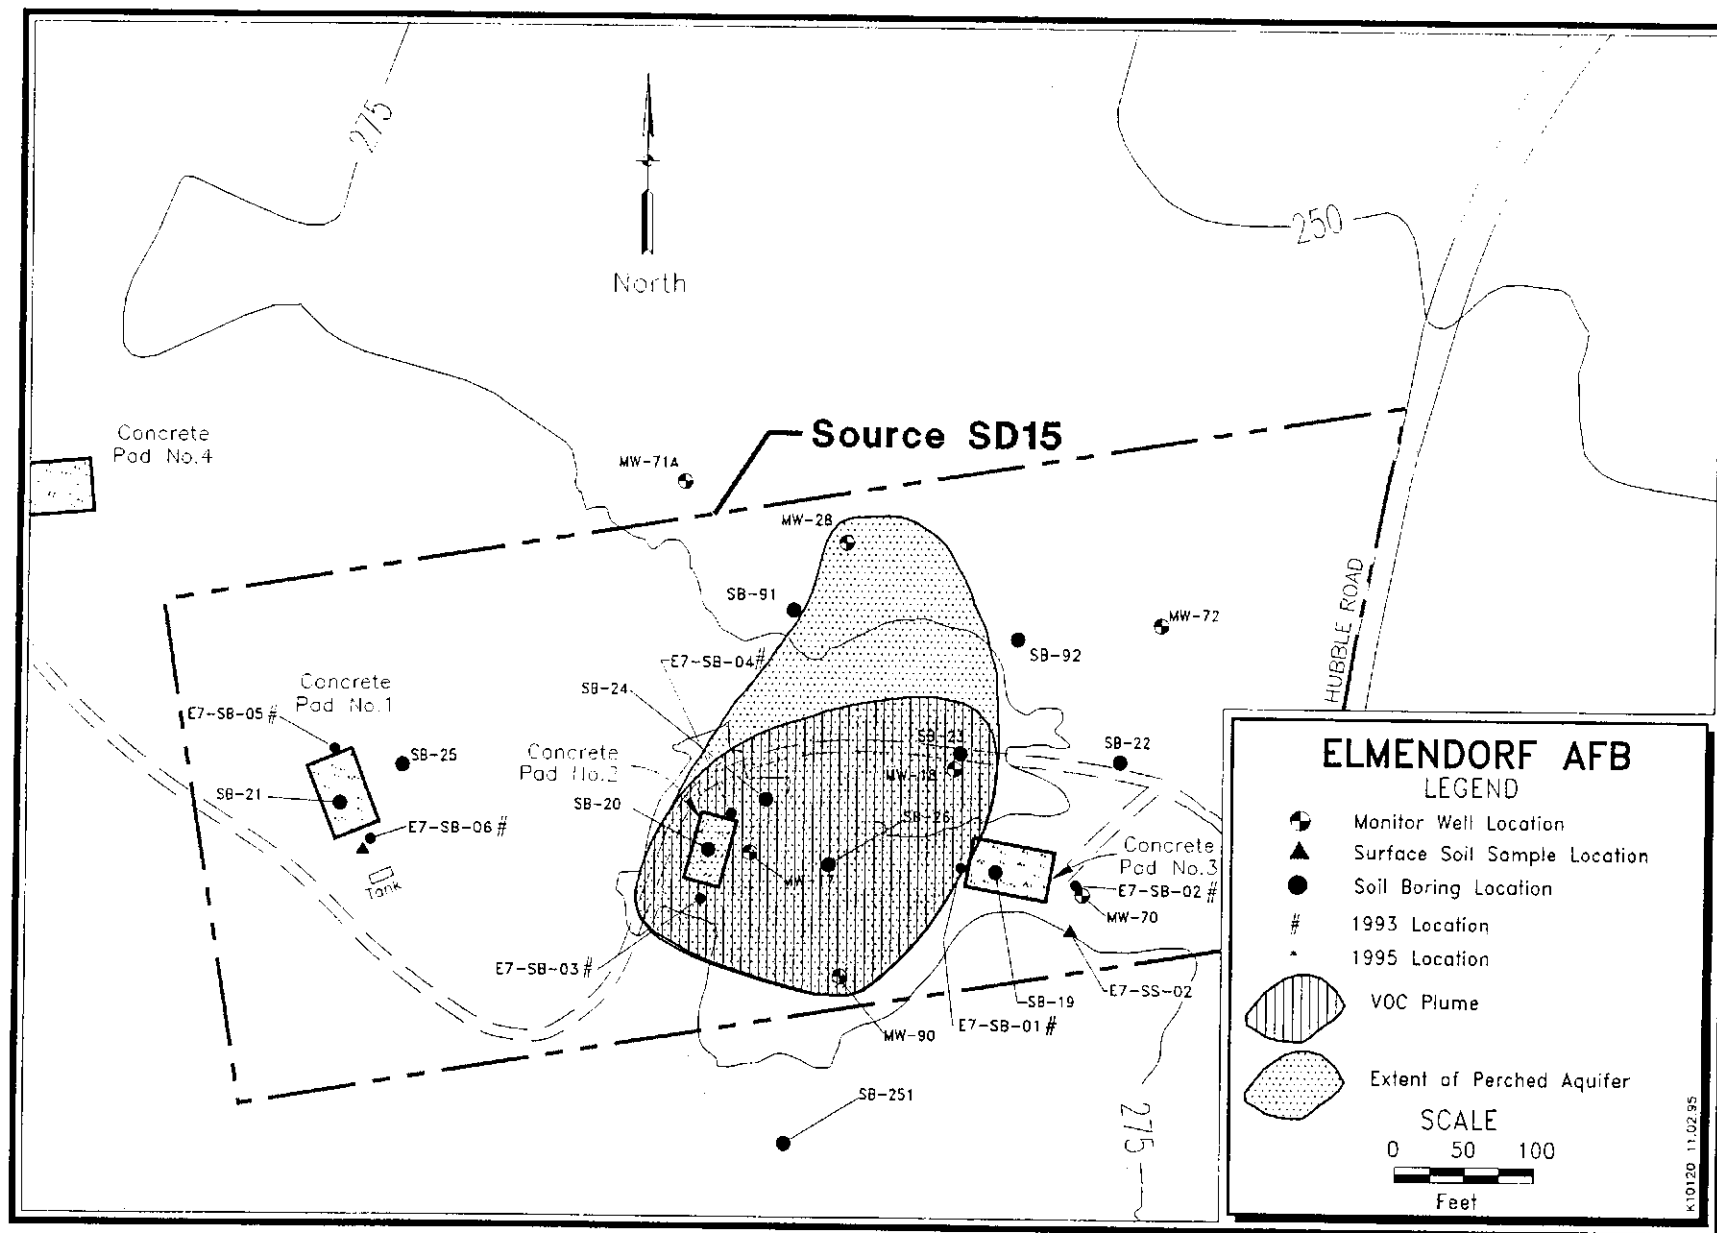 275
250
North
Concrete
Pad No.4
Source SD15
MW-71A
MW-28
SB-91
MW-72
SB-92
E7-SB-04#
SB-24
HUBBLE ROAD
Concrete
Pad No.1
E7-SB-05#
SB-25
SB-21
E7-SB-06#
Tank
Concrete
Pad No.2
SB-20
SB-23
MW-18
SB-22
SB-26
MW
7
Concrete
Pad No.3
E7-SB-02#
MW-70
E7-SB-03#
SB-19
E7-SS-02
E7-SB-01#
MW-90
SB-251
275
ELMENDORF AFB
LEGEND
Monitor Well Location
Surface Soil Sample Location
Soil Boring Location
# 1993 Location
1995 Location
VOC Plume
Extent of Perched Aquifer
SCALE
0 50 100
Feet
K10120 11.02.95